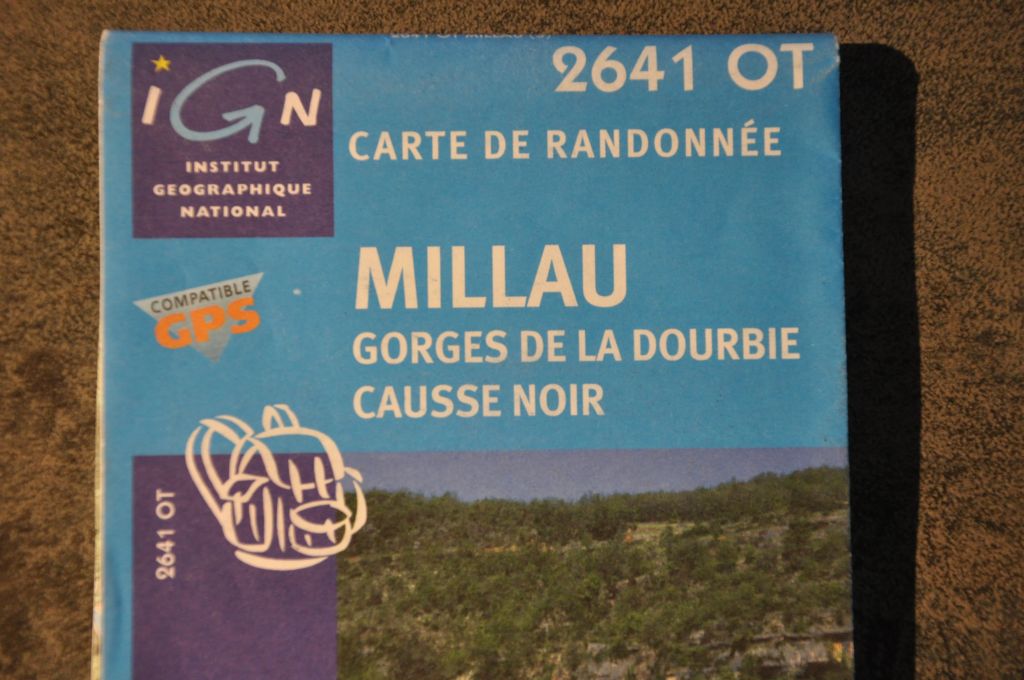 2641 OT
IGN
INSTITUT
GEOGRAPHIQUE
NATIONAL
CARTE DE RANDONNÉE
MILLAU
GORGES DE LA DOURBIE
CAUSSE NOIR
COMPATIBLE
GPS
2641 OT